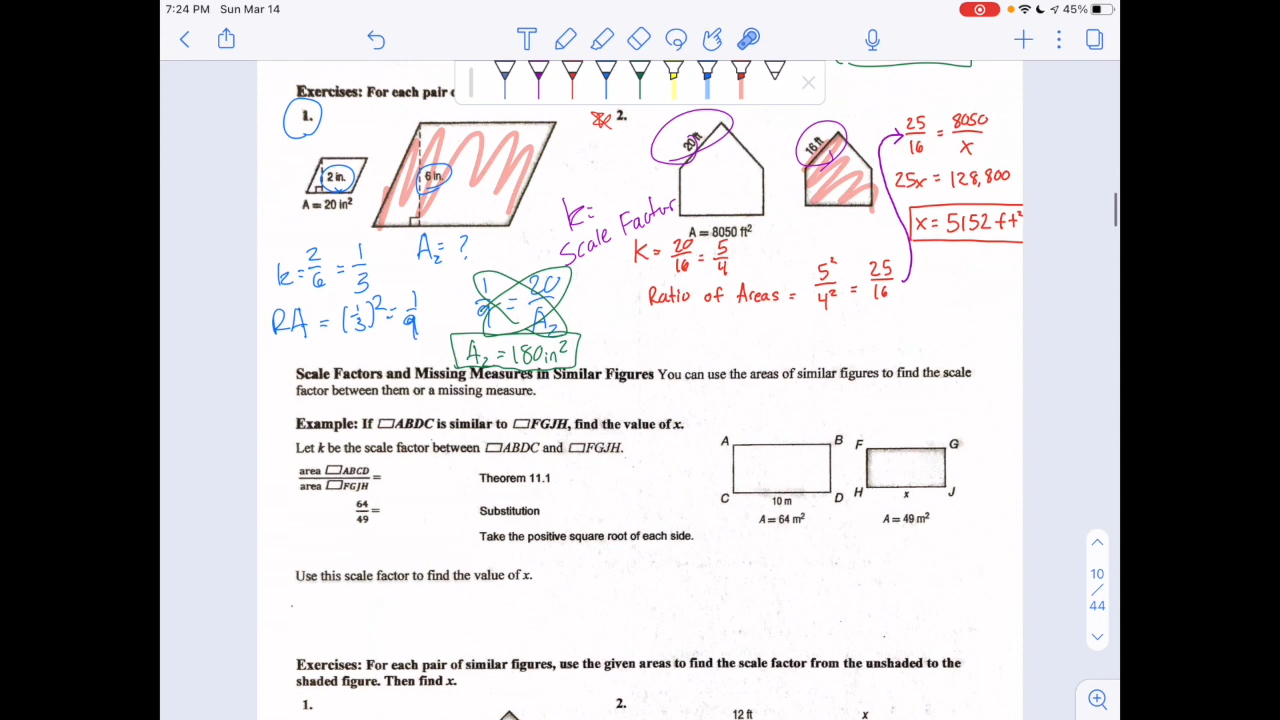 7:24 PM Sun Mar 14
45%
Exercises: For each pair o
1.
2.
2 in.
6 in.
A = 20 in²
20 ft
16 ft
A = 8050 ft²
25/16 = 8050/x
25x = 128,800
x = 5152 ft²
k = 2/6 = 1/3
A₂ = ?
RA = (1/3)² = 1/9
1/9 = 20/A₂
A₂ = 180 in²
k =
Scale Factor
K = 20/16 = 5/4
Ratio of Areas = 5²/4² = 25/16
Scale Factors and Missing Measures in Similar Figures You can use the areas of similar figures to find the scale
factor between them or a missing measure.
Example: If ▱ABDC is similar to ▱FGJH, find the value of x.
Let k be the scale factor between ▱ABDC and ▱FGJH.
area ▱ABCD / area ▱FGJH =
Theorem 11.1
64/49 =
Substitution
Take the positive square root of each side.
A
B
F
G
C
10 m
D
H
x
J
A = 64 m²
A = 49 m²
Use this scale factor to find the value of x.
10
/
44
Exercises: For each pair of similar figures, use the given areas to find the scale factor from the unshaded to the
shaded figure. Then find x.
1.
2.
12 ft
x